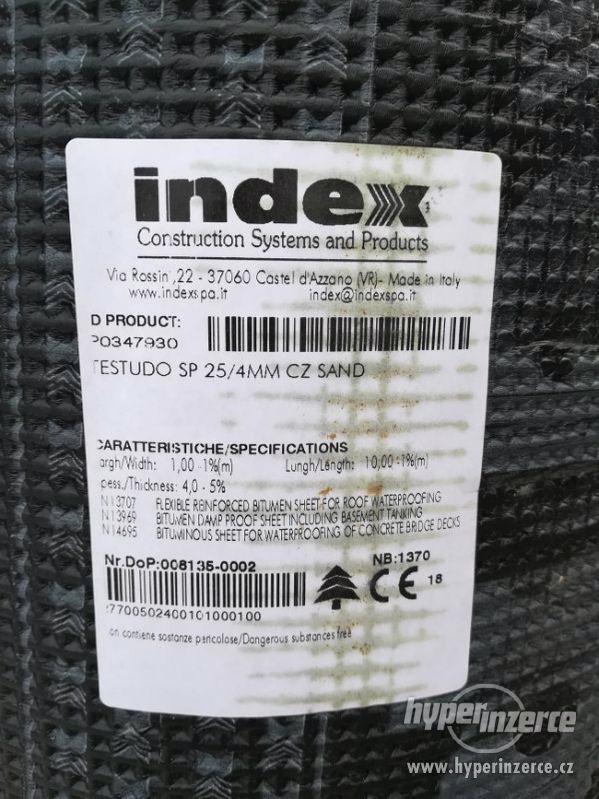 index
Construction Systems and Products
Via Rossini,22 - 37060 Castel d'Azzano (VR)- Made in Italy
www.indexspa.it index@indexspa.it
D PRODUCT:
P0347930
TESTUDO SP 25/4MM CZ SAND
CARATTERISTICHE/SPECIFICATIONS
argh/Width: 1,00 -1%(m) Lungh/Length: 10,00 -1%(m)
pess./Thickness: 4,0 - 5%
N13707 FLEXIBLE REINFORCED BITUMEN SHEET FOR ROOF WATERPROOFING
N13969 BITUMEN DAMP PROOF SHEET INCLUDING BASEMENT TANKING
N14695 BITUMINOUS SHEET FOR WATERPROOFING OF CONCRETE BRIDGE DECKS
Nr.DoP:008135-0002 NB:1370
CE 18
2770050240010100100
on contiene sostanze pericolose/Dangerous substances free
hyperinzerce
www.hyperinzerce.cz